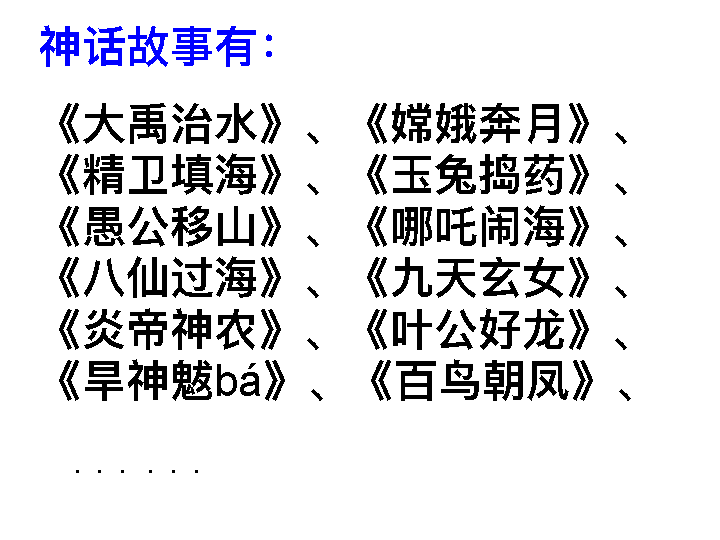 神话故事有：
《大禹治水》、《嫦娥奔月》、
《精卫填海》、《玉兔捣药》、
《愚公移山》、《哪吒闹海》、
《八仙过海》、《九天玄女》、
《炎帝神农》、《叶公好龙》、
《旱神魃bá》、《百鸟朝凤》、
. . . . . .